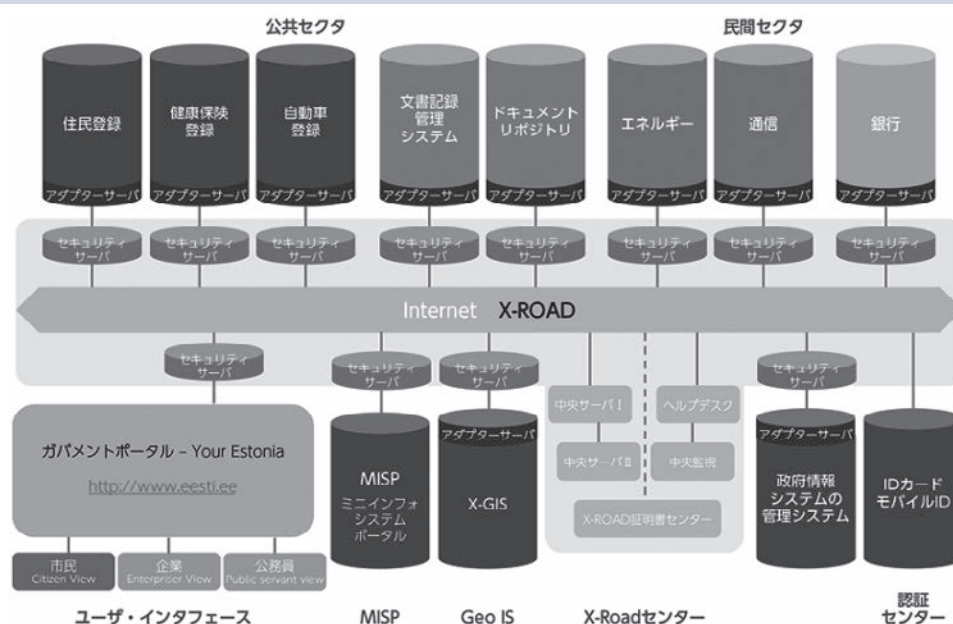 公共セクタ
民間セクタ
住民登録
健康保険
登録
自動車
登録
文書記録
管理
システム
ドキュメント
リポジトリ
エネルギー
通信
銀行
アダプターサーバ
アダプターサーバ
アダプターサーバ
アダプターサーバ
アダプターサーバ
アダプターサーバ
アダプターサーバ
アダプターサーバ
セキュリティ
サーバ
セキュリティ
サーバ
セキュリティ
サーバ
セキュリティ
サーバ
セキュリティ
サーバ
セキュリティ
サーバ
セキュリティ
サーバ
セキュリティ
サーバ
Internet X-ROAD
セキュリティ
サーバ
セキュリティ
サーバ
セキュリティ
サーバ
セキュリティ
サーバ
ガバメントポータル – Your Estonia
http://www.eesti.ee
市民
Citizen View
企業
Enterpriser View
公務員
Public servant view
MISP
ミニインフォ
システム
ポータル
アダプターサーバ
X-GIS
中央サーバⅠ
ヘルプデスク
中央サーバⅡ
中央監視
X-ROAD証明書センター
アダプターサーバ
政府情報
システムの
管理システム
IDカード
モバイルID
ユーザ・インタフェース
MISP
Geo IS
X-Roadセンター
認証
センター